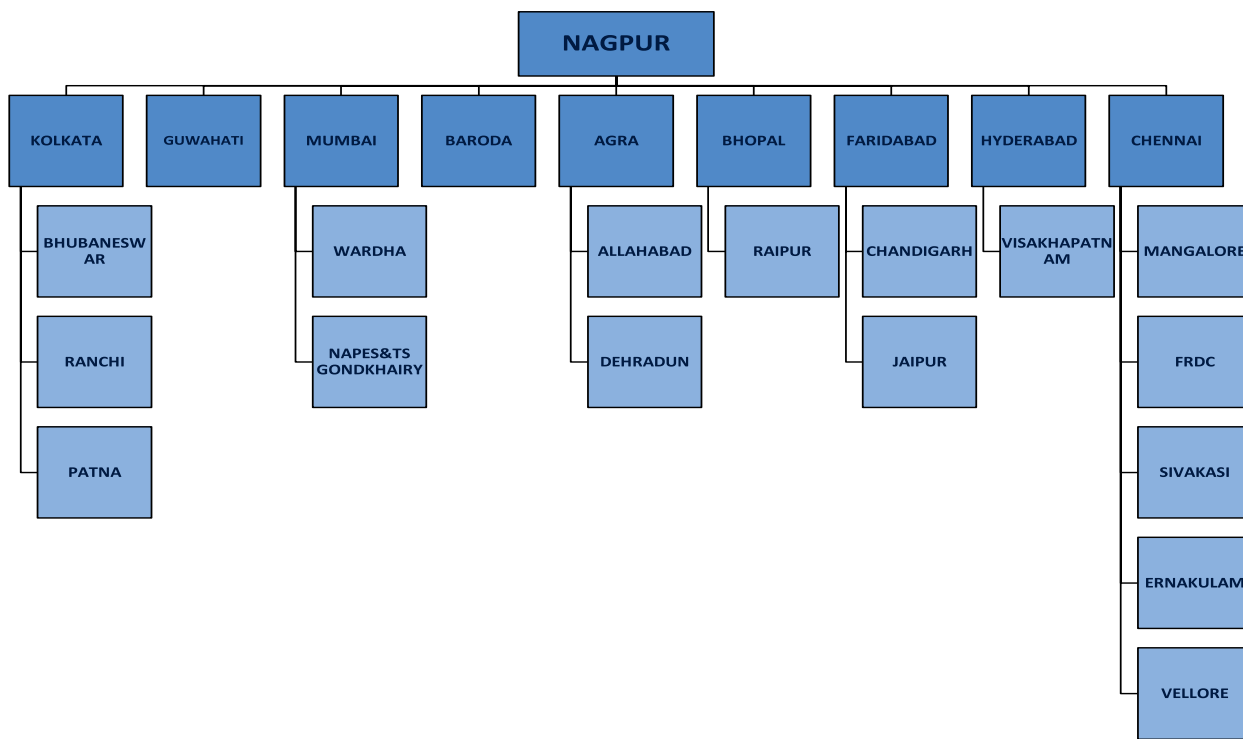 NAGPUR
KOLKATA
GUWAHATI
MUMBAI
BARODA
AGRA
BHOPAL
FARIDABAD
HYDERABAD
CHENNAI
BHUBANESW
AR
WARDHA
ALLAHABAD
RAIPUR
CHANDIGARH
VISAKHAPATN
AM
MANGALORE
RANCHI
NAPES&TS
GONDKHAIRY
DEHRADUN
JAIPUR
FRDC
PATNA
SIVAKASI
ERNAKULAM
VELLORE